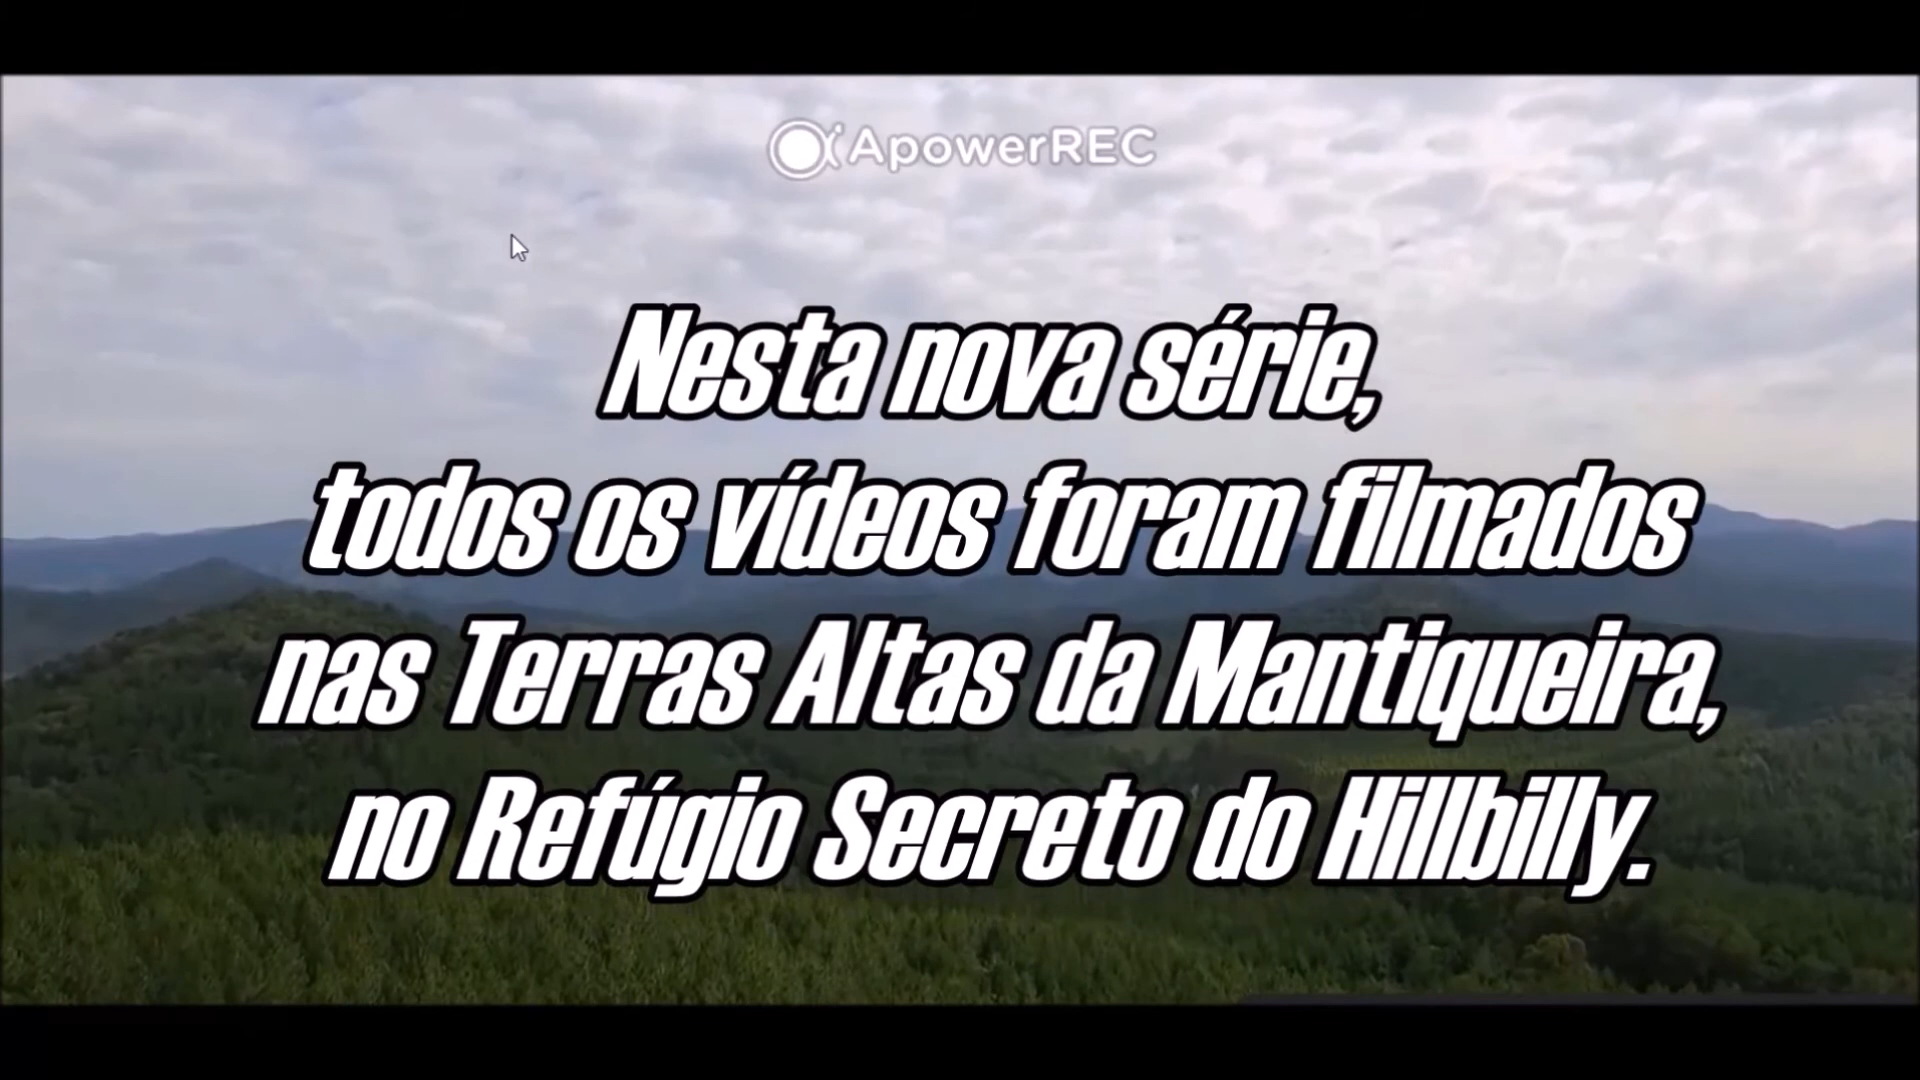 ApowerREC
Nesta nova série,
todos os vídeos foram filmados
nas Terras Altas da Mantiqueira,
no Refúgio Secreto do Hillbilly.